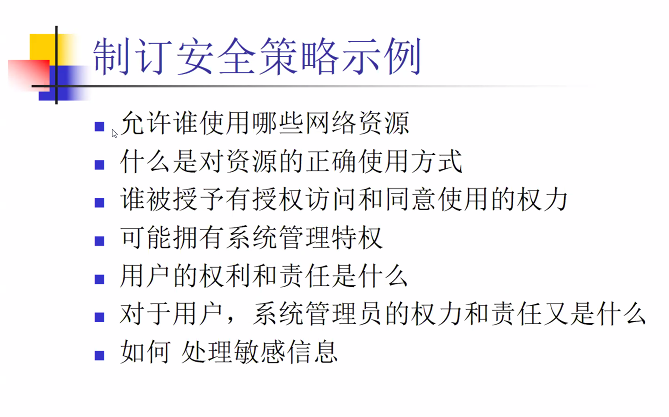 制订安全策略示例
允许谁使用哪些网络资源
什么是对资源的正确使用方式
谁被授予有授权访问和同意使用的权力
可能拥有系统管理特权
用户的权利和责任是什么
对于用户，系统管理员的权力和责任又是什么
如何 处理敏感信息